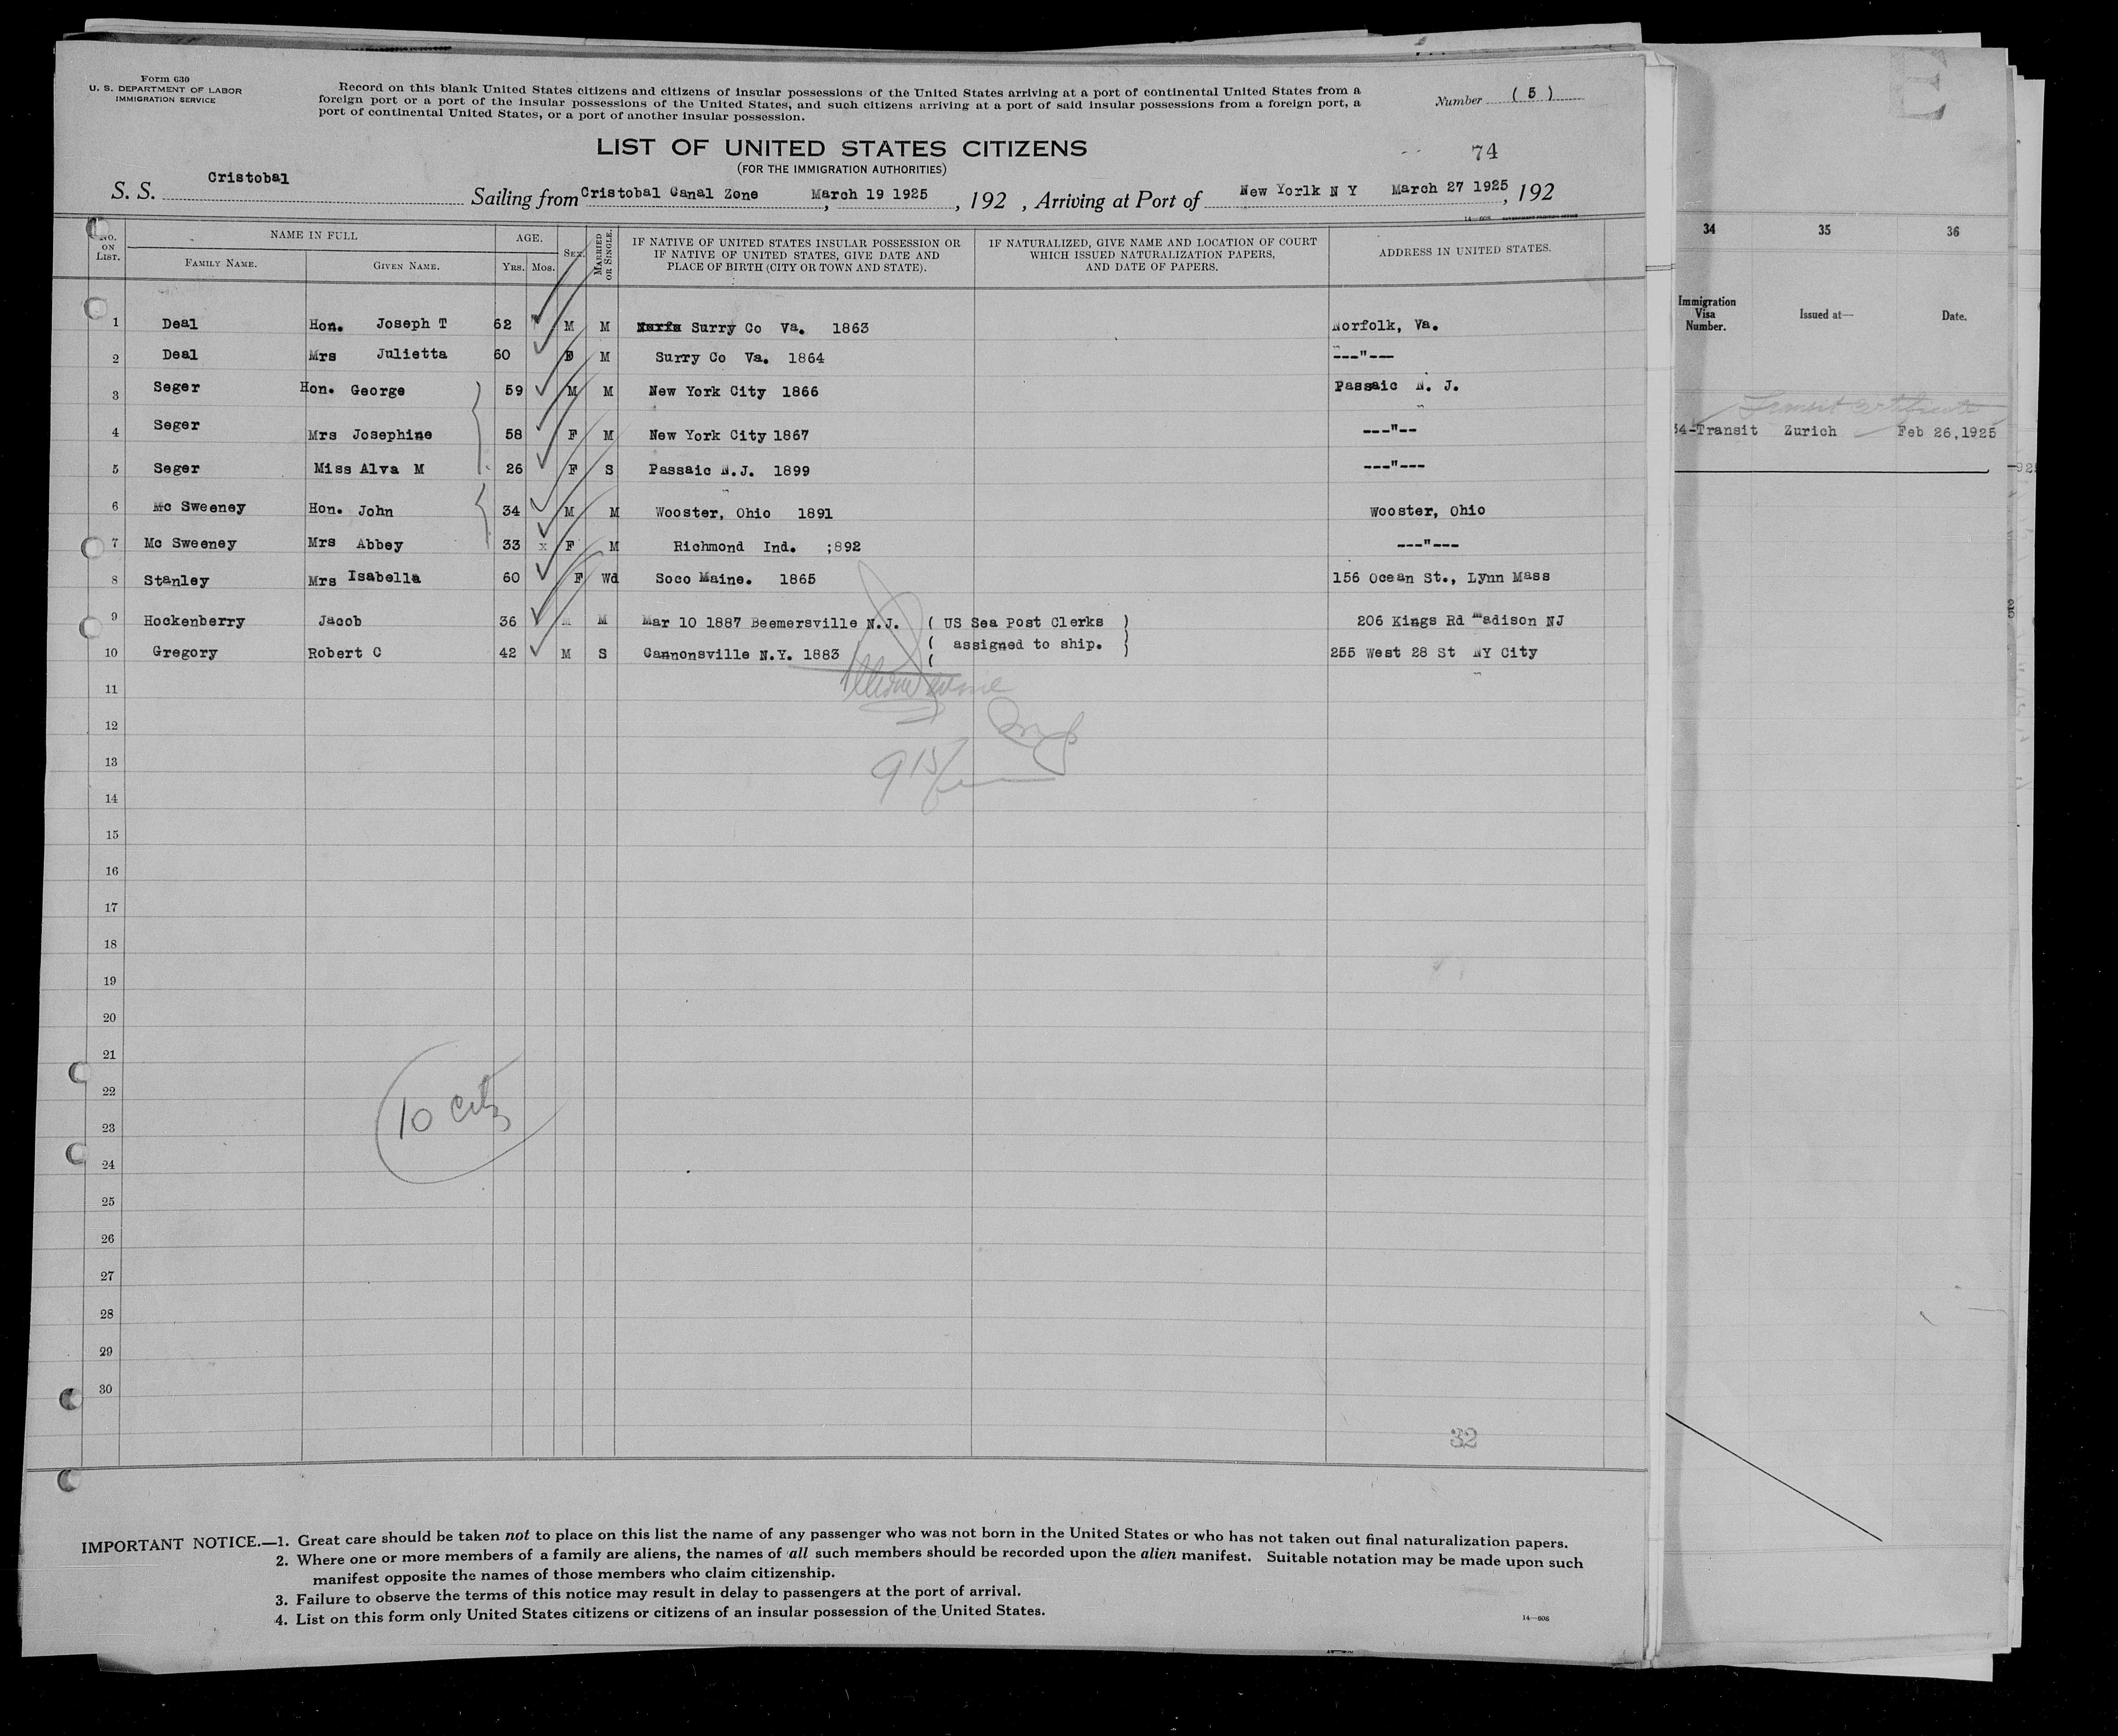 Form 630
U. S. DEPARTMENT OF LABOR
IMMIGRATION SERVICE
Record on this blank United States citizens and citizens of insular possessions of the United States arriving at a port of continental United States from a
foreign port or a port of the insular possessions of the United States, and such citizens arriving at a port of said insular possessions from a foreign port, a
port of continental United States, or a port of another insular possession.
Number ( 5 )
LIST OF UNITED STATES CITIZENS
(FOR THE IMMIGRATION AUTHORITIES)
74
S. S. Cristobal Sailing from Cristobal Canal Zone March 19 1925, 192 , Arriving at Port of New Yorlk N Y March 27 1925, 192
14—608
NO. ON LIST. NAME IN FULL FAMILY NAME. GIVEN NAME. AGE. YRS. MOS. SEX. MARRIED OR SINGLE. IF NATIVE OF UNITED STATES INSULAR POSSESSION OR IF NATIVE OF UNITED STATES, GIVE DATE AND PLACE OF BIRTH (CITY OR TOWN AND STATE). IF NATURALIZED, GIVE NAME AND LOCATION OF COURT WHICH ISSUED NATURALIZATION PAPERS, AND DATE OF PAPERS. ADDRESS IN UNITED STATES.
1 Deal Hon. Joseph T 62 M M Surry Co Va. 1863 Norfolk, Va.
2 Deal Mrs Julietta 60 F M Surry Co Va. 1864 ---"---
3 Seger Hon. George 59 M M New York City 1866 Passaic N. J.
4 Seger Mrs Josephine 58 F M New York City 1867 ---"--
5 Seger Miss Alva M 26 F S Passaic N.J. 1899 ---"---
6 Mc Sweeney Hon. John 34 M M Wooster, Ohio 1891 Wooster, Ohio
7 Mc Sweeney Mrs Abbey 33 x F M Richmond Ind. ;892 ---"---
8 Stanley Mrs Isabella 60 F Wd Soco Maine. 1865 156 Ocean St., Lynn Mass
9 Hockenberry Jacob 36 M M Mar 10 1887 Beemersville N.J. ( US Sea Post Clerks ) 206 Kings Rd Madison NJ
( assigned to ship. )
10 Gregory Robert C 42 M S Cannonsville N.Y. 1883 ( 255 West 28 St NY City
11
12
13
14
15
16
17
18
19
20
21
22
23
24
25
26
27
28
29
30
10 cits
32
IMPORTANT NOTICE.—1. Great care should be taken not to place on this list the name of any passenger who was not born in the United States or who has not taken out final naturalization papers.
2. Where one or more members of a family are aliens, the names of all such members should be recorded upon the alien manifest. Suitable notation may be made upon such
manifest opposite the names of those members who claim citizenship.
3. Failure to observe the terms of this notice may result in delay to passengers at the port of arrival.
4. List on this form only United States citizens or citizens of an insular possession of the United States.
14—608
34 35 36
Immigration Visa Number. Issued at— Date.
Transit certificate
34-Transit Zurich Feb 26,1925